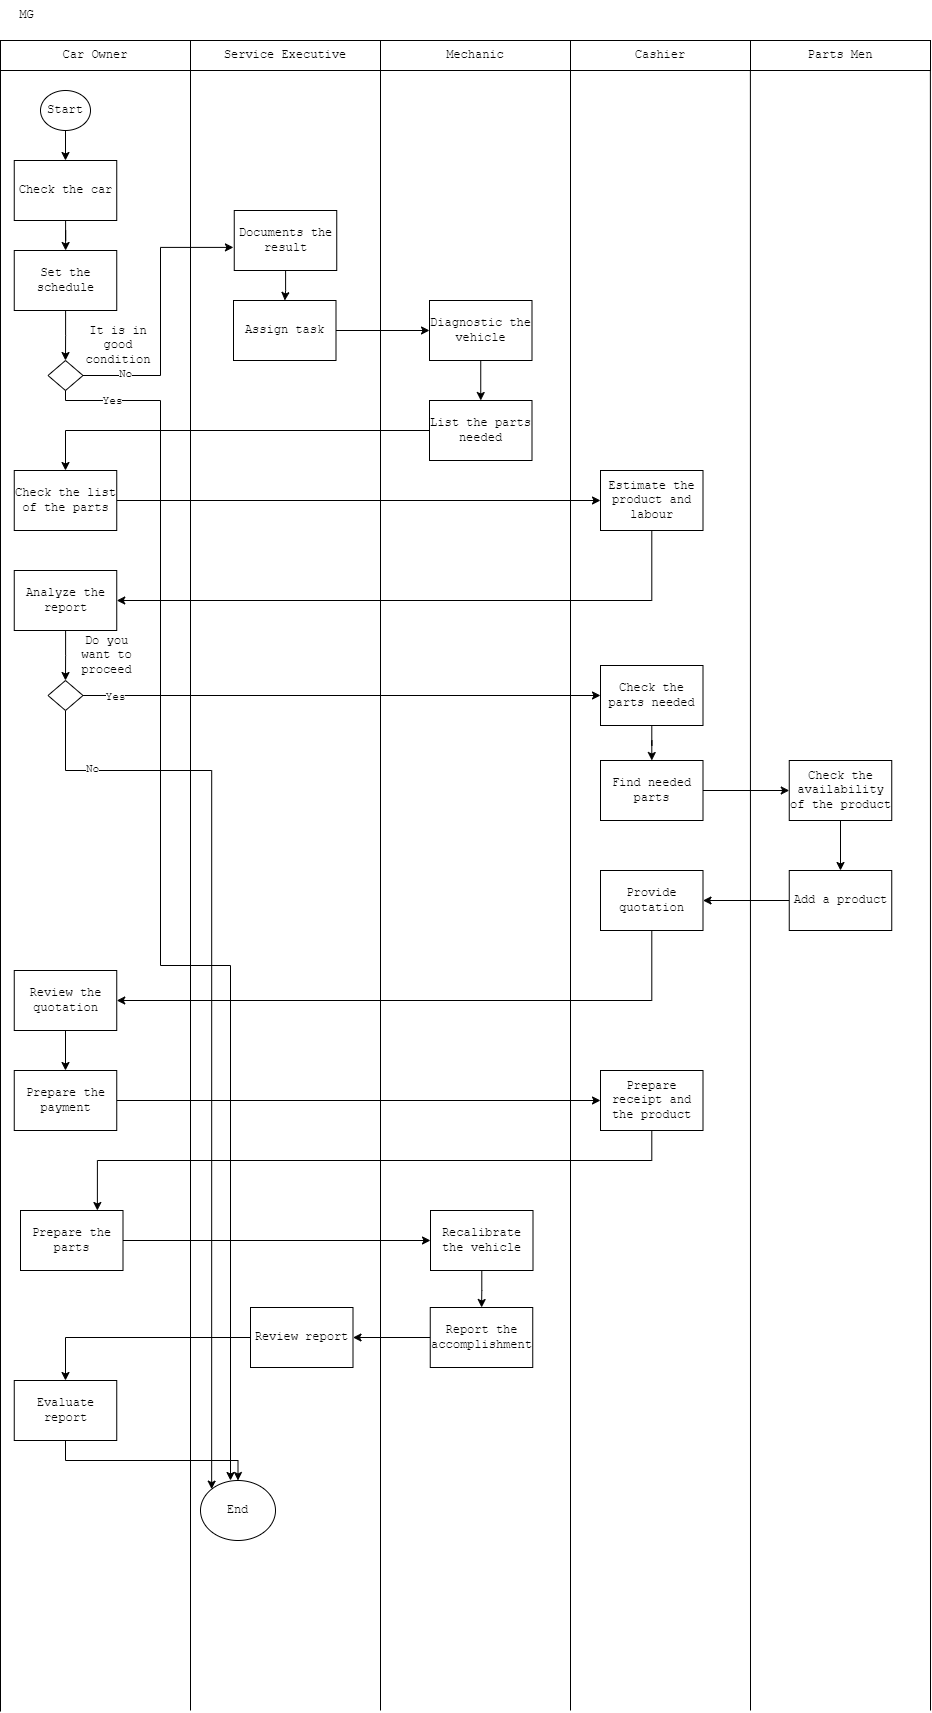 MG
Car Owner
Service Executive
Mechanic
Cashier
Parts Men
Start
Check the car
Set the
schedule
Documents the
result
Assign task
It is in
good
condition
No
Yes
Diagnostic the
vehicle
List the parts
needed
Check the list
of the parts
Estimate the
product and
labour
Analyze the
report
Do you
want to
proceed
Yes
No
Check the
parts needed
Find needed
parts
Check the
availability
of the product
Add a product
Provide
quotation
Review the
quotation
Prepare the
payment
Prepare
receipt and
the product
Prepare the
parts
Recalibrate
the vehicle
Report the
accomplishment
Review report
Evaluate
report
End